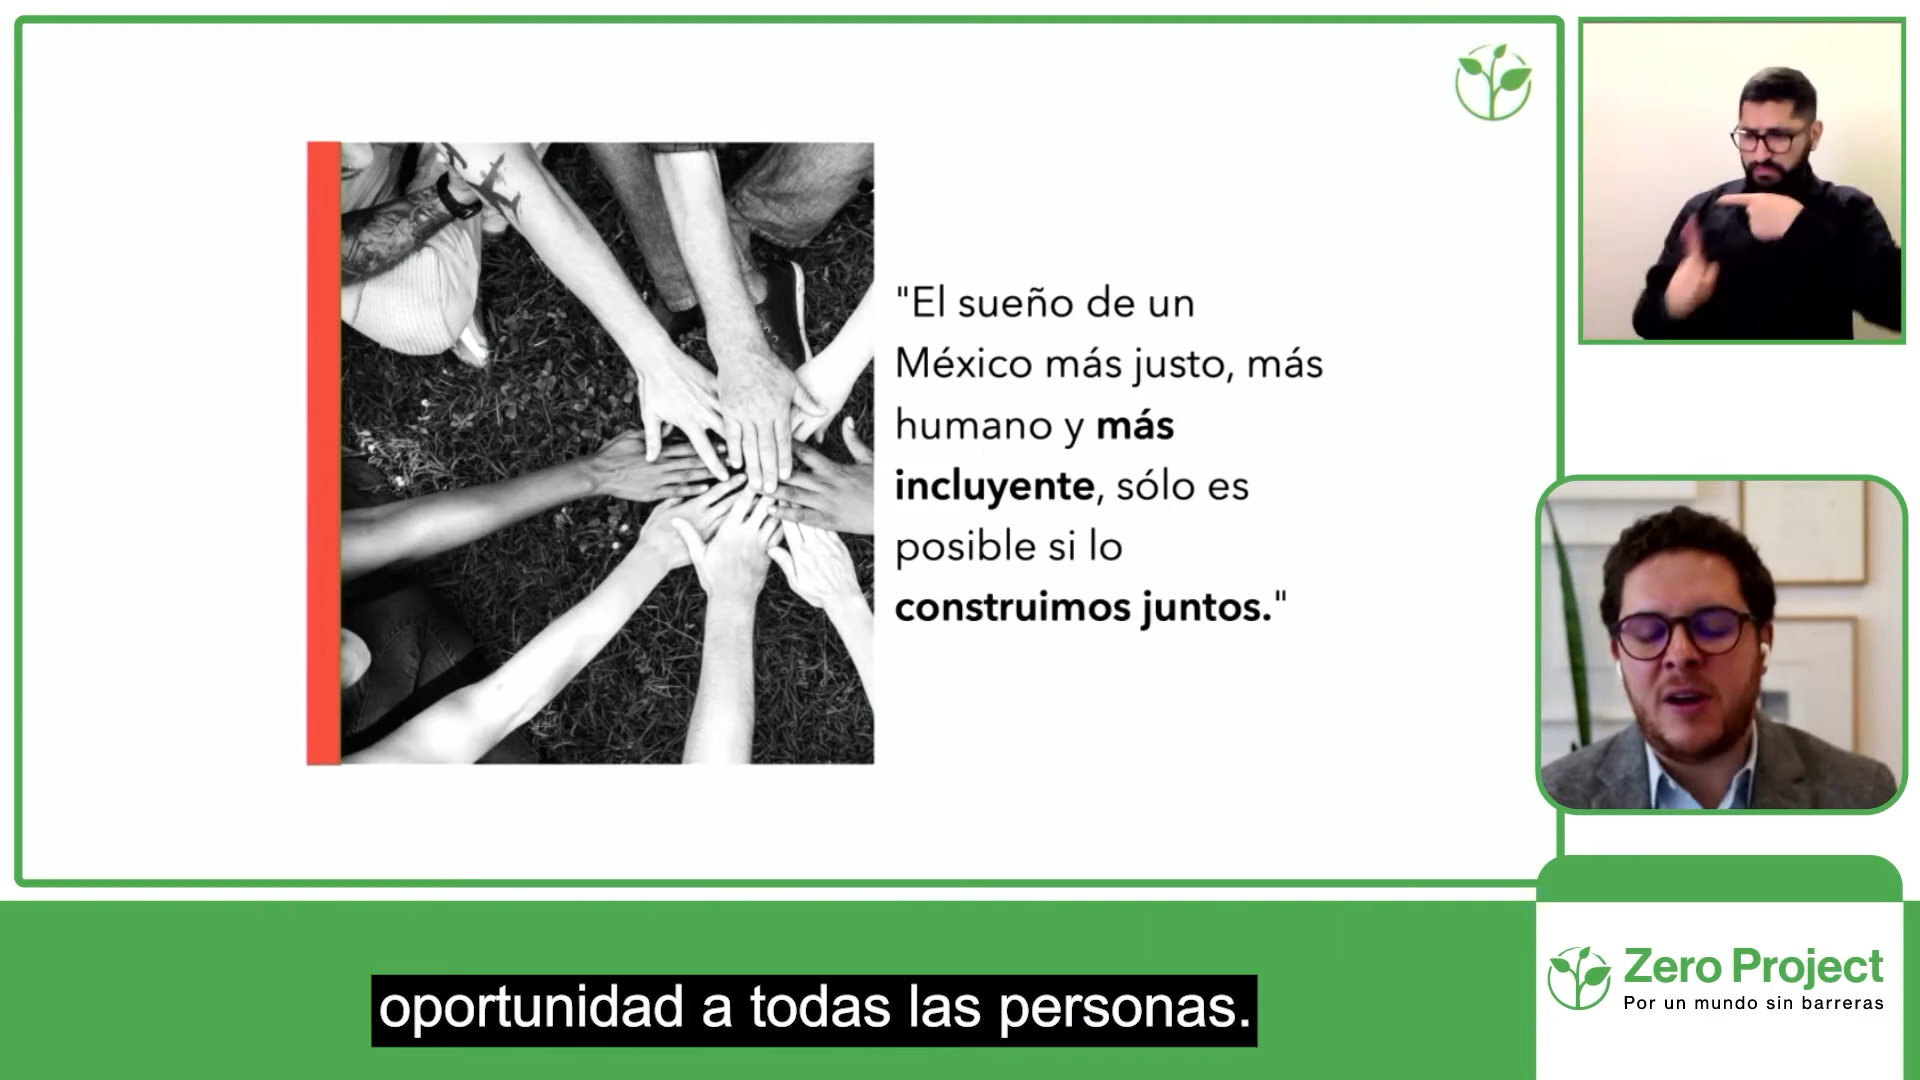 "El sueño de un
México más justo, más
humano y más
incluyente, sólo es
posible si lo
construimos juntos."
oportunidad a todas las personas.
Zero Project
Por un mundo sin barreras